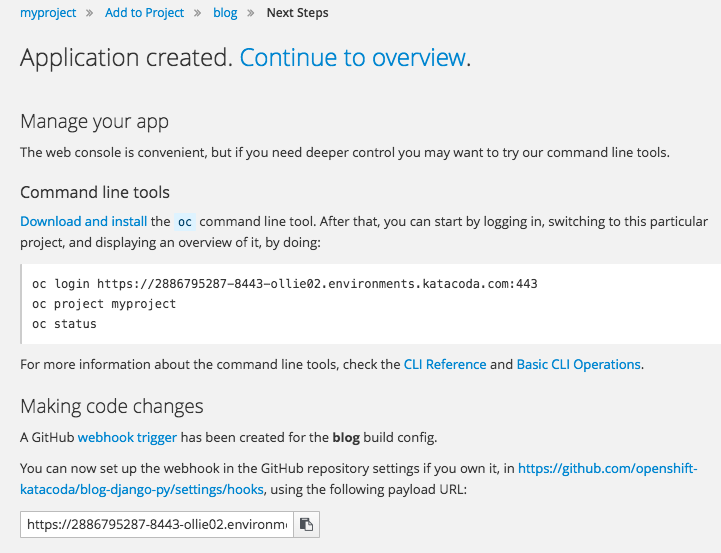 myproject » Add to Project » blog » Next Steps
Application created. Continue to overview.
Manage your app
The web console is convenient, but if you need deeper control you may want to try our command line tools.
Command line tools
Download and install the oc command line tool. After that, you can start by logging in, switching to this particular
project, and displaying an overview of it, by doing:
oc login https://2886795287-8443-ollie02.environments.katacoda.com:443
oc project myproject
oc status
For more information about the command line tools, check the CLI Reference and Basic CLI Operations.
Making code changes
A GitHub webhook trigger has been created for the blog build config.
You can now set up the webhook in the GitHub repository settings if you own it, in https://github.com/openshift-
katacoda/blog-django-py/settings/hooks, using the following payload URL:
https://2886795287-8443-ollie02.environm